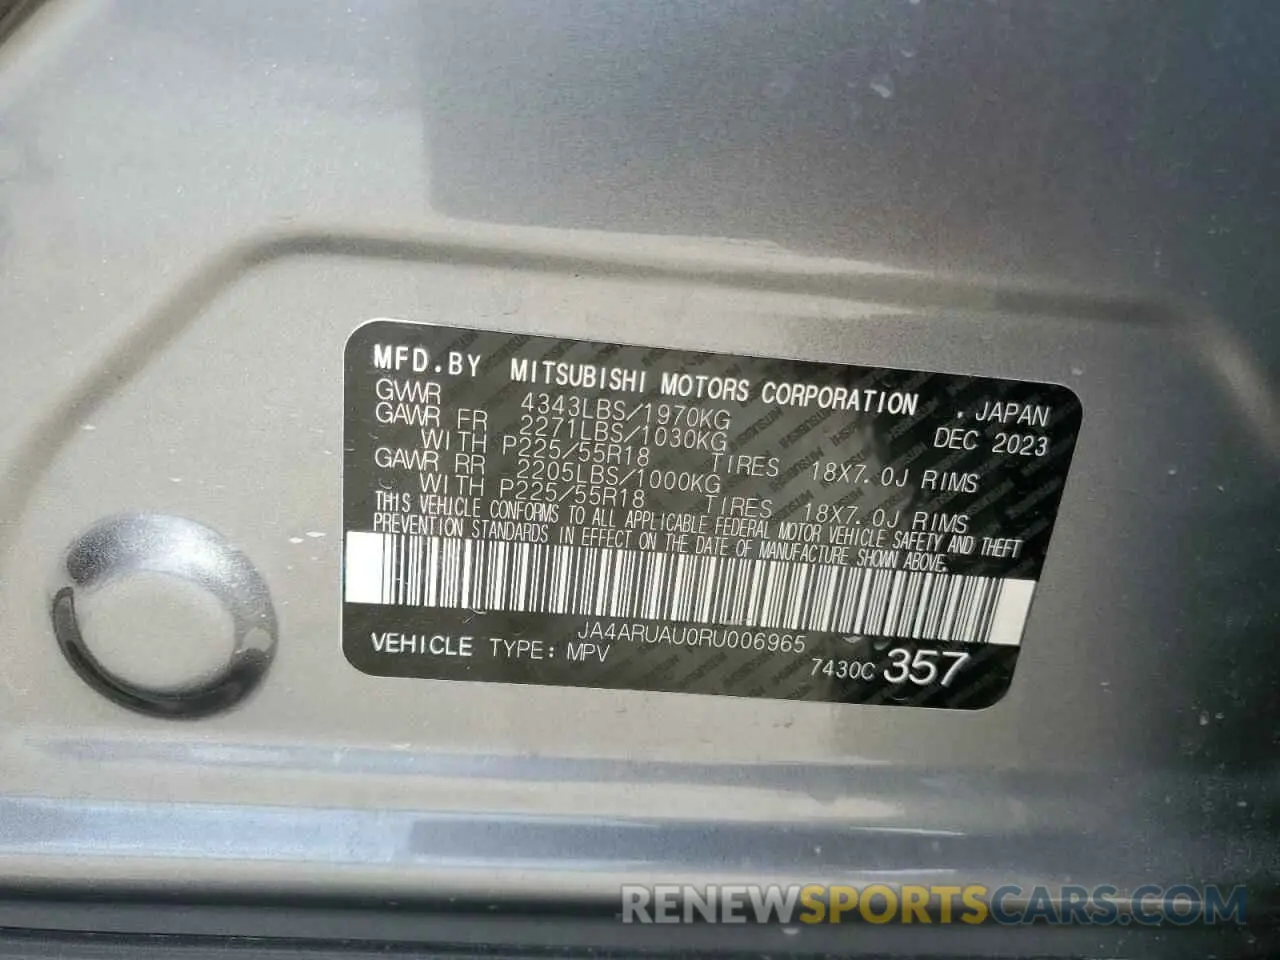 MFD.BY MITSUBISHI MOTORS CORPORATION . JAPAN
GVWR 4343LBS/1970KG DEC 2023
GAWR FR 2271LBS/1030KG
WITH P225/55R18 TIRES 18X7.0J RIMS
GAWR RR 2205LBS/1000KG
WITH P225/55R18 TIRES 18X7.0J RIMS
THIS VEHICLE CONFORMS TO ALL APPLICABLE FEDERAL MOTOR VEHICLE SAFETY AND THEFT
PREVENTION STANDARDS IN EFFECT ON THE DATE OF MANUFACTURE SHOWN ABOVE.
JA4ARUAU0RU006965
VEHICLE TYPE: MPV 7430C 357
RENEWSPORTSCARS.COM